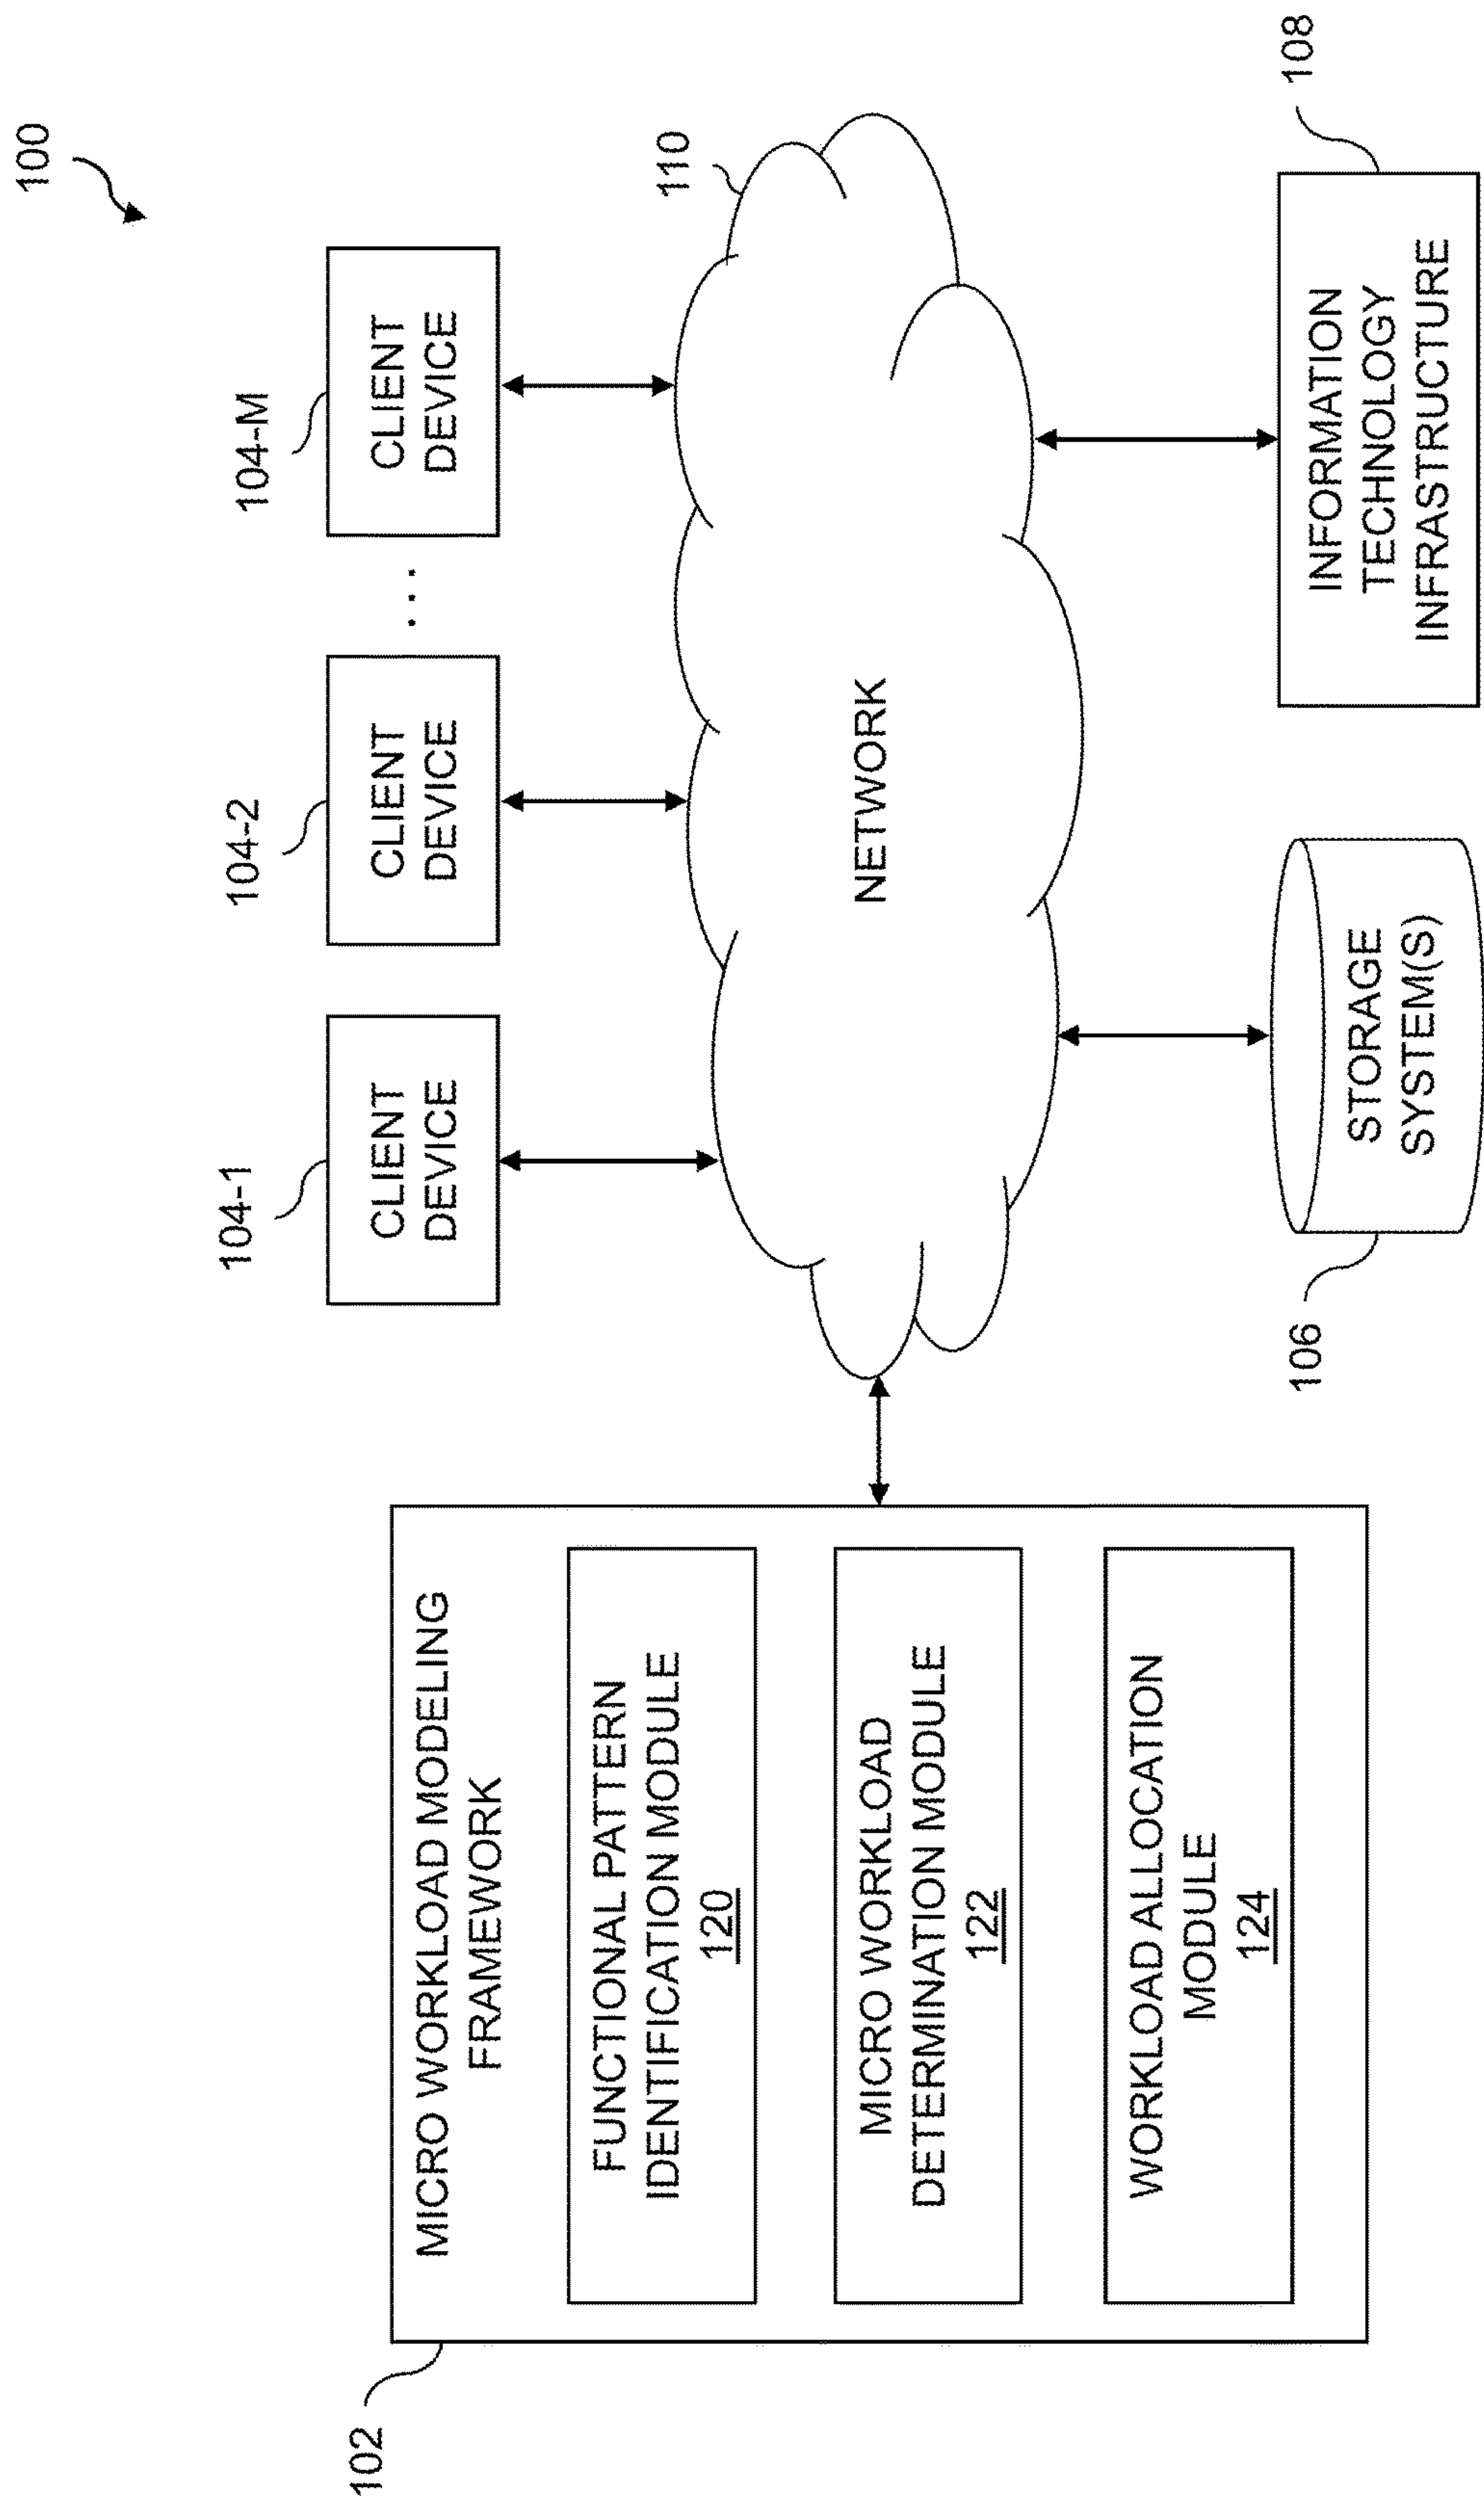 100
104-1
CLIENT
DEVICE
104-2
CLIENT
DEVICE
. . .
104-M
CLIENT
DEVICE
102
MICRO WORKLOAD MODELING
FRAMEWORK
FUNCTIONAL PATTERN
IDENTIFICATION MODULE
120
MICRO WORKLOAD
DETERMINATION MODULE
122
WORKLOAD ALLOCATION
MODULE
124
110
NETWORK
106
STORAGE
SYSTEM(S)
108
INFORMATION
TECHNOLOGY
INFRASTRUCTURE